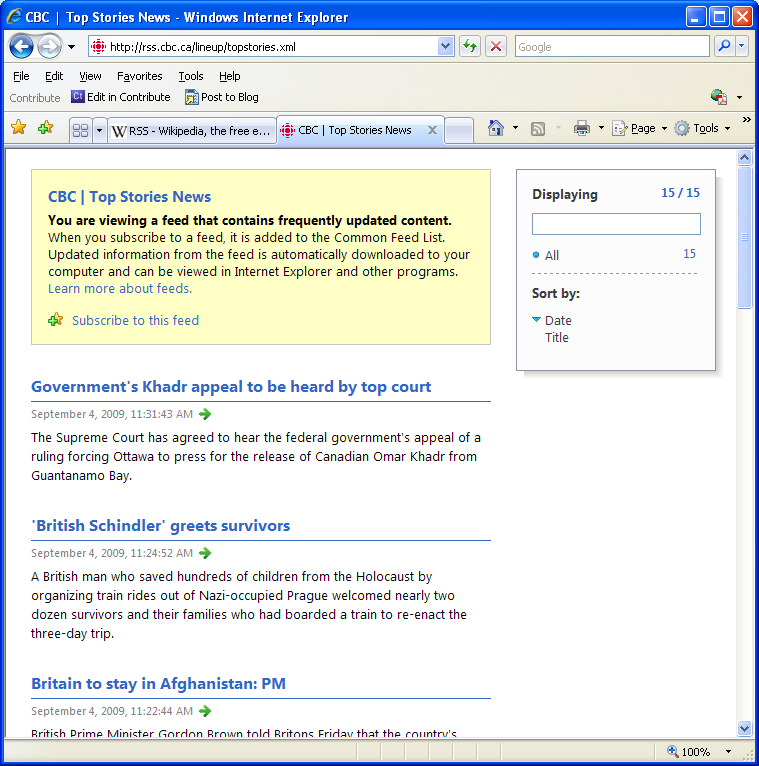 CBC | Top Stories News - Windows Internet Explorer
http://rss.cbc.ca/lineup/topstories.xml
Google
File Edit View Favorites Tools Help
Contribute Ct Edit in Contribute Post to Blog
W RSS - Wikipedia, the free e... CBC | Top Stories News Page Tools
CBC | Top Stories News
You are viewing a feed that contains frequently updated content.
When you subscribe to a feed, it is added to the Common Feed List.
Updated information from the feed is automatically downloaded to your
computer and can be viewed in Internet Explorer and other programs.
Learn more about feeds.
Subscribe to this feed
Displaying 15 / 15
All 15
Sort by:
Date
Title
Government's Khadr appeal to be heard by top court
September 4, 2009, 11:31:43 AM
The Supreme Court has agreed to hear the federal government's appeal of a
ruling forcing Ottawa to press for the release of Canadian Omar Khadr from
Guantanamo Bay.
'British Schindler' greets survivors
September 4, 2009, 11:24:52 AM
A British man who saved hundreds of children from the Holocaust by
organizing train rides out of Nazi-occupied Prague welcomed nearly two
dozen survivors and their families who had boarded a train to re-enact the
three-day trip.
Britain to stay in Afghanistan: PM
September 4, 2009, 11:22:44 AM
British Prime Minister Gordon Brown told Britons Friday that the country's
100%